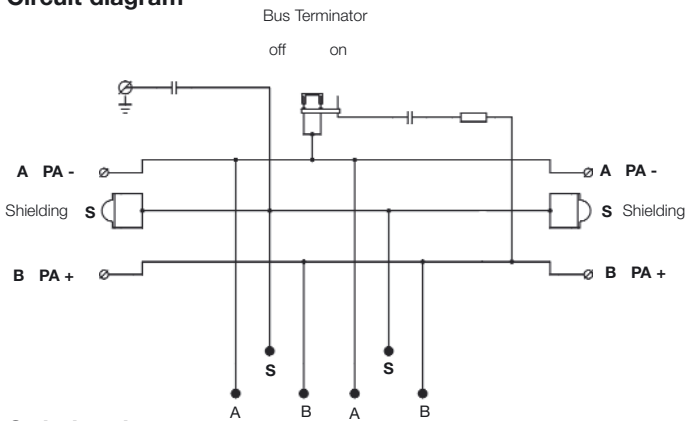 Circuit diagram
Bus Terminator
off on
A PA - A PA -
Shielding S S Shielding
B PA + B PA +
S S
A B A B